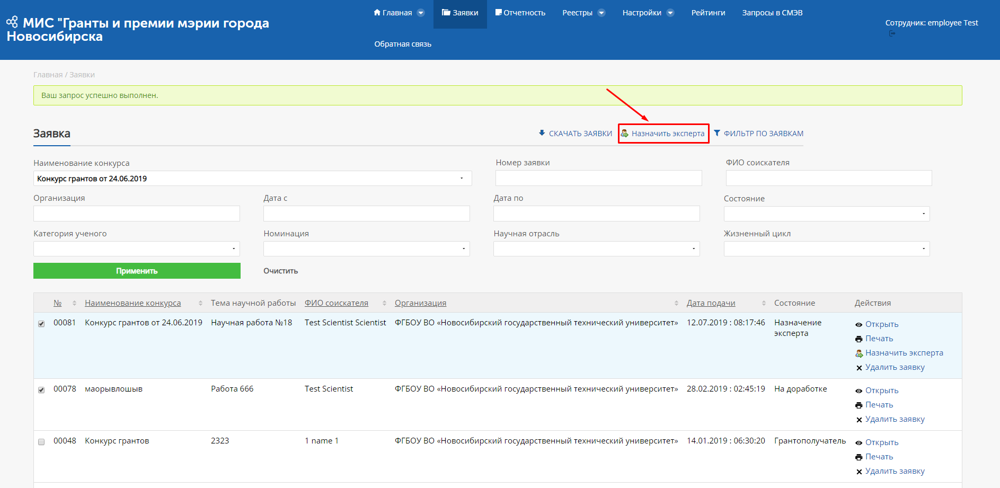 МИС "Гранты и премии мэрии города
Новосибирска
Главная
Заявки
Отчетность
Реестры
Настройки
Рейтинги
Запросы в СМЭВ
Обратная связь
Сотрудник: employee Test
Главная / Заявки
Ваш запрос успешно выполнен.
Заявка
СКАЧАТЬ ЗАЯВКИ
Назначить эксперта
ФИЛЬТР ПО ЗАЯВКАМ
Наименование конкурса
Номер заявки
ФИО соискателя
Конкурс грантов от 24.06.2019
Организация
Дата с
Дата по
Состояние
Категория ученого
Номинация
Научная отрасль
Жизненный цикл
Применить
Очистить
№ Наименование конкурса Тема научной работы ФИО соискателя Организация Дата подачи Состояние Действия
00081 Конкурс грантов от 24.06.2019 Научная работа №18 Test Scientist Scientist ФГБОУ ВО «Новосибирский государственный технический университет» 12.07.2019 : 08:17:46 Назначение
эксперта
Открыть
Печать
Назначить эксперта
Удалить заявку
00078 маорывлошыв Работа 666 Test Scientist ФГБОУ ВО «Новосибирский государственный технический университет» 28.02.2019 : 02:45:19 На доработке
Открыть
Печать
Удалить заявку
00048 Конкурс грантов 2323 1 name 1 ФГБОУ ВО «Новосибирский государственный технический университет» 14.01.2019 : 06:30:20 Грантополучатель
Открыть
Печать
Удалить заявку